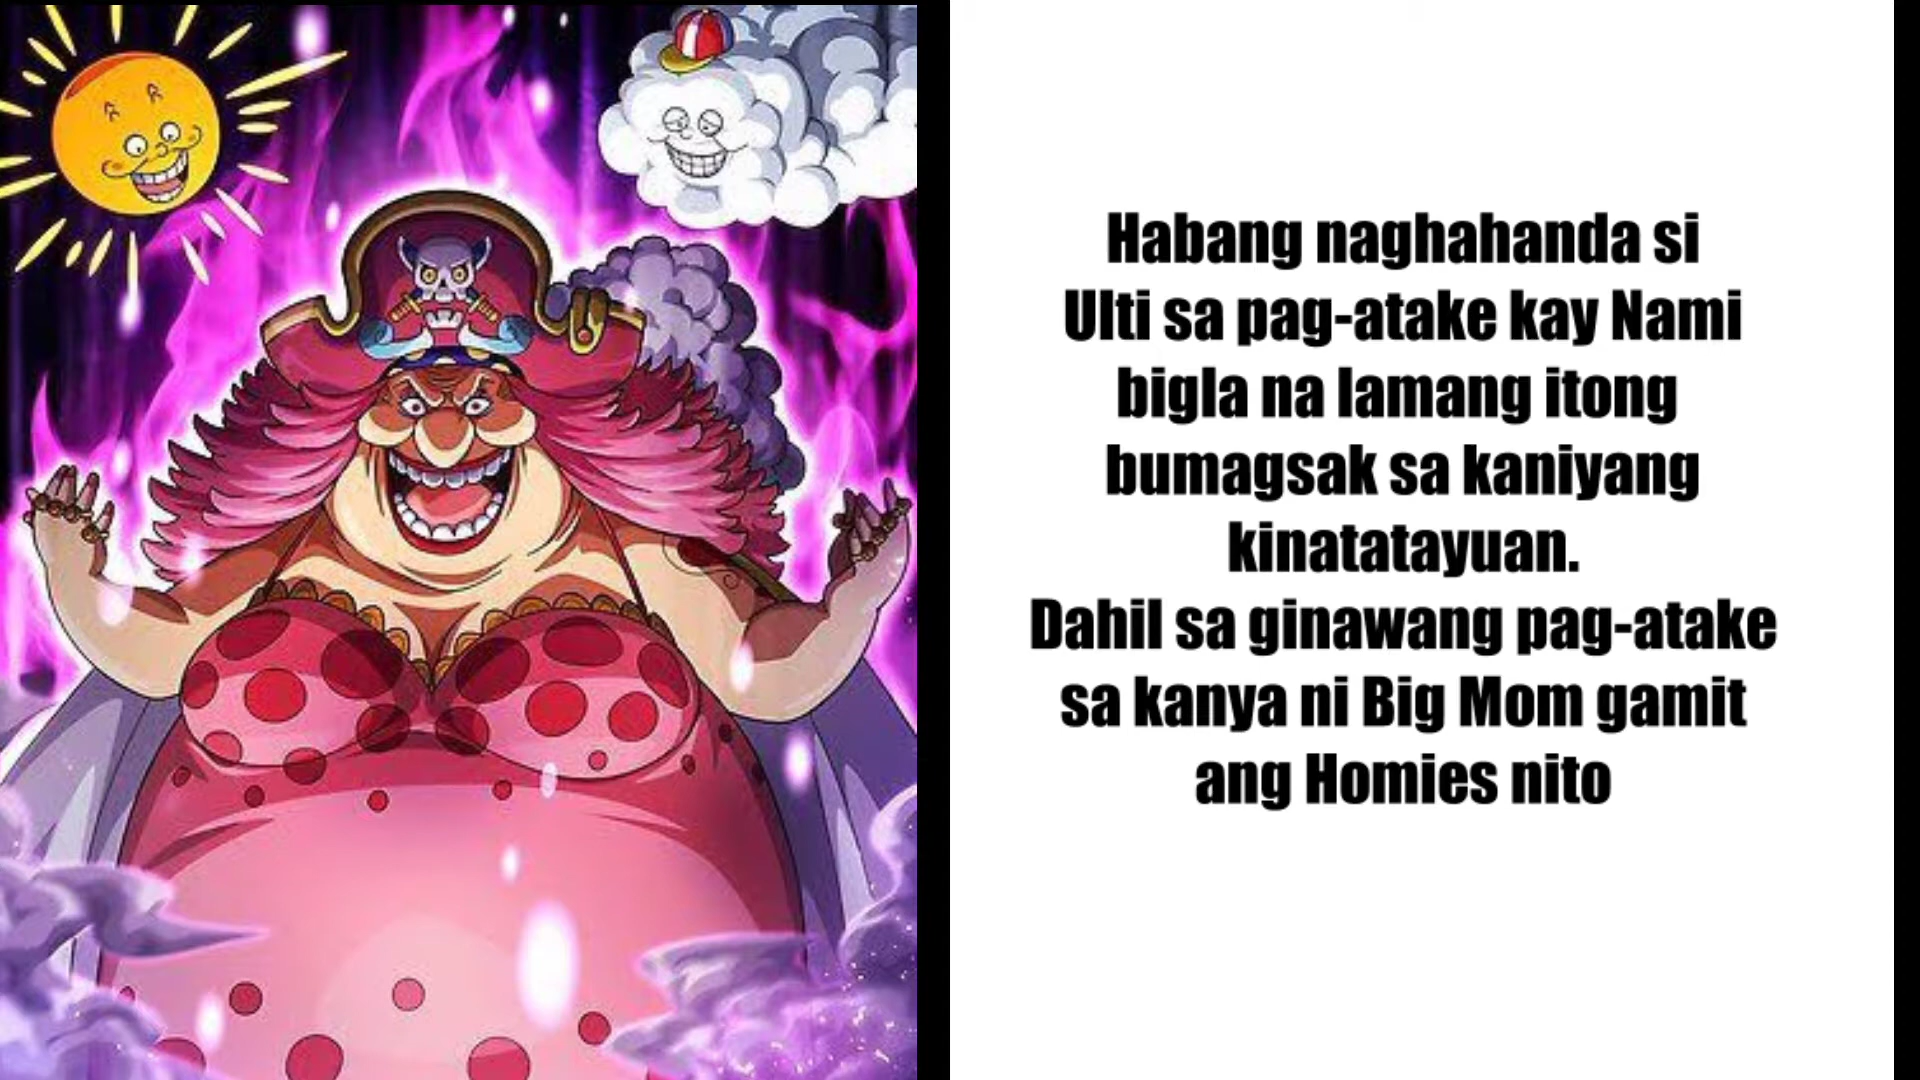 Habang naghahanda si
Ulti sa pag-atake kay Nami
bigla na lamang itong
bumagsak sa kaniyang
kinatatayuan.
Dahil sa ginawang pag-atake
sa kanya ni Big Mom gamit
ang Homies nito